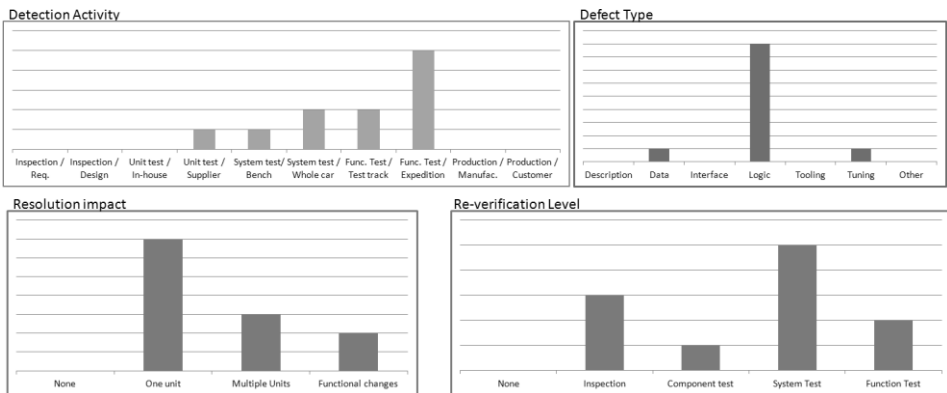 Detection Activity
Inspection / Inspection / Unit test / Unit test / System test/ System test / Func. Test / Func. Test / Production / Production /
Req. Design In-house Supplier Bench Whole car Test track Expedition Manufac. Customer
Defect Type
Description Data Interface Logic Tooling Tuning Other
Resolution impact
None One unit Multiple Units Functional changes
Re-verification Level
None Inspection Component test System Test Function Test